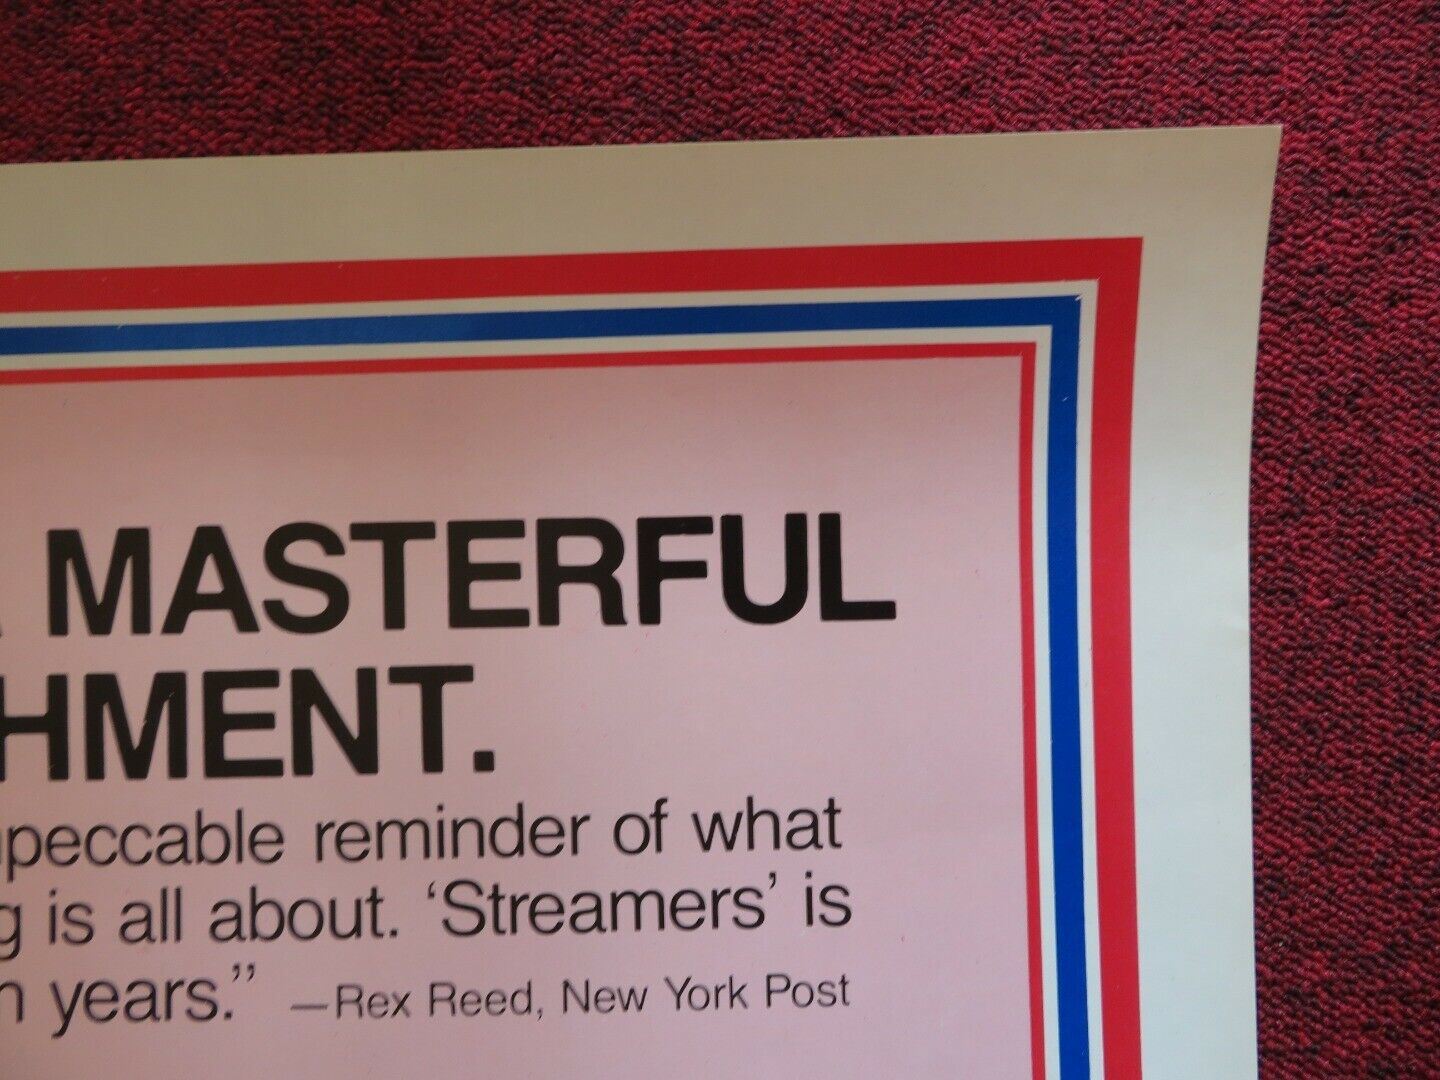 A MASTERFUL
HMENT.
peccable reminder of what
g is all about. ‘Streamers’ is
n years.” —Rex Reed, New York Post